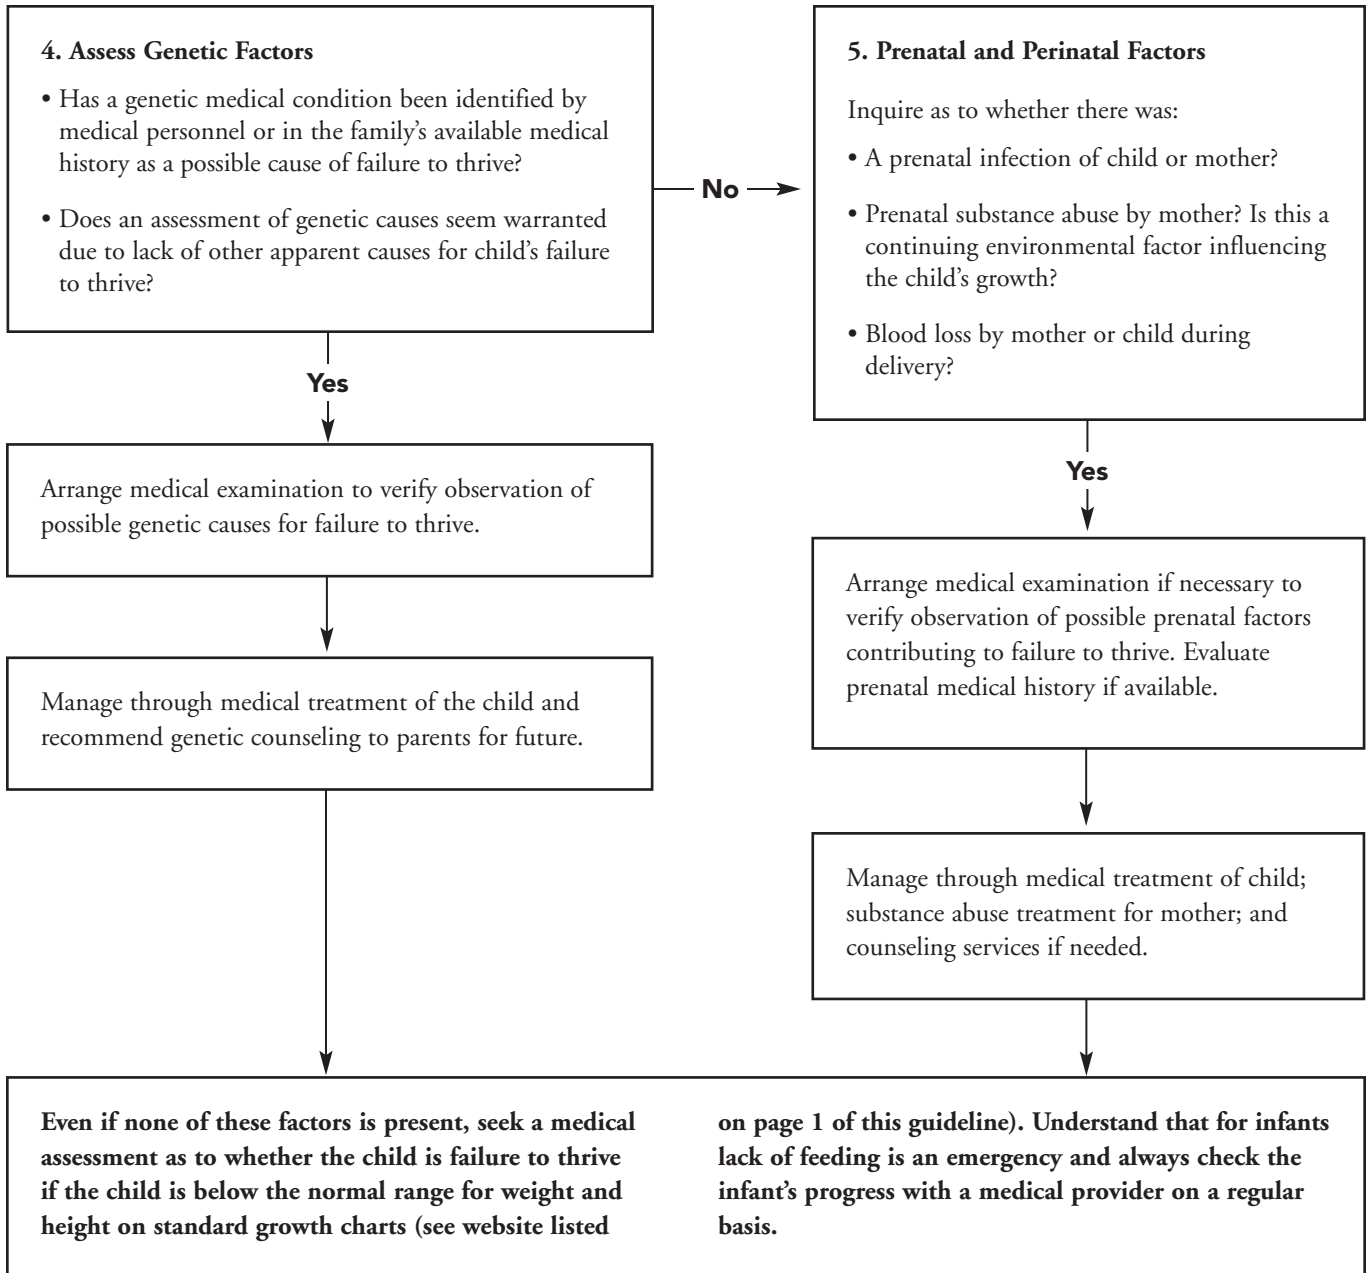 4. Assess Genetic Factors
• Has a genetic medical condition been identified by
medical personnel or in the family’s available medical
history as a possible cause of failure to thrive?
• Does an assessment of genetic causes seem warranted
due to lack of other apparent causes for child’s failure
to thrive?
No
5. Prenatal and Perinatal Factors
Inquire as to whether there was:
• A prenatal infection of child or mother?
• Prenatal substance abuse by mother? Is this a
continuing environmental factor influencing
the child’s growth?
• Blood loss by mother or child during
delivery?
Yes
Arrange medical examination to verify observation of
possible genetic causes for failure to thrive.
Manage through medical treatment of the child and
recommend genetic counseling to parents for future.
Yes
Arrange medical examination if necessary to
verify observation of possible prenatal factors
contributing to failure to thrive. Evaluate
prenatal medical history if available.
Manage through medical treatment of child;
substance abuse treatment for mother; and
counseling services if needed.
Even if none of these factors is present, seek a medical
assessment as to whether the child is failure to thrive
if the child is below the normal range for weight and
height on standard growth charts (see website listed
on page 1 of this guideline). Understand that for infants
lack of feeding is an emergency and always check the
infant’s progress with a medical provider on a regular
basis.